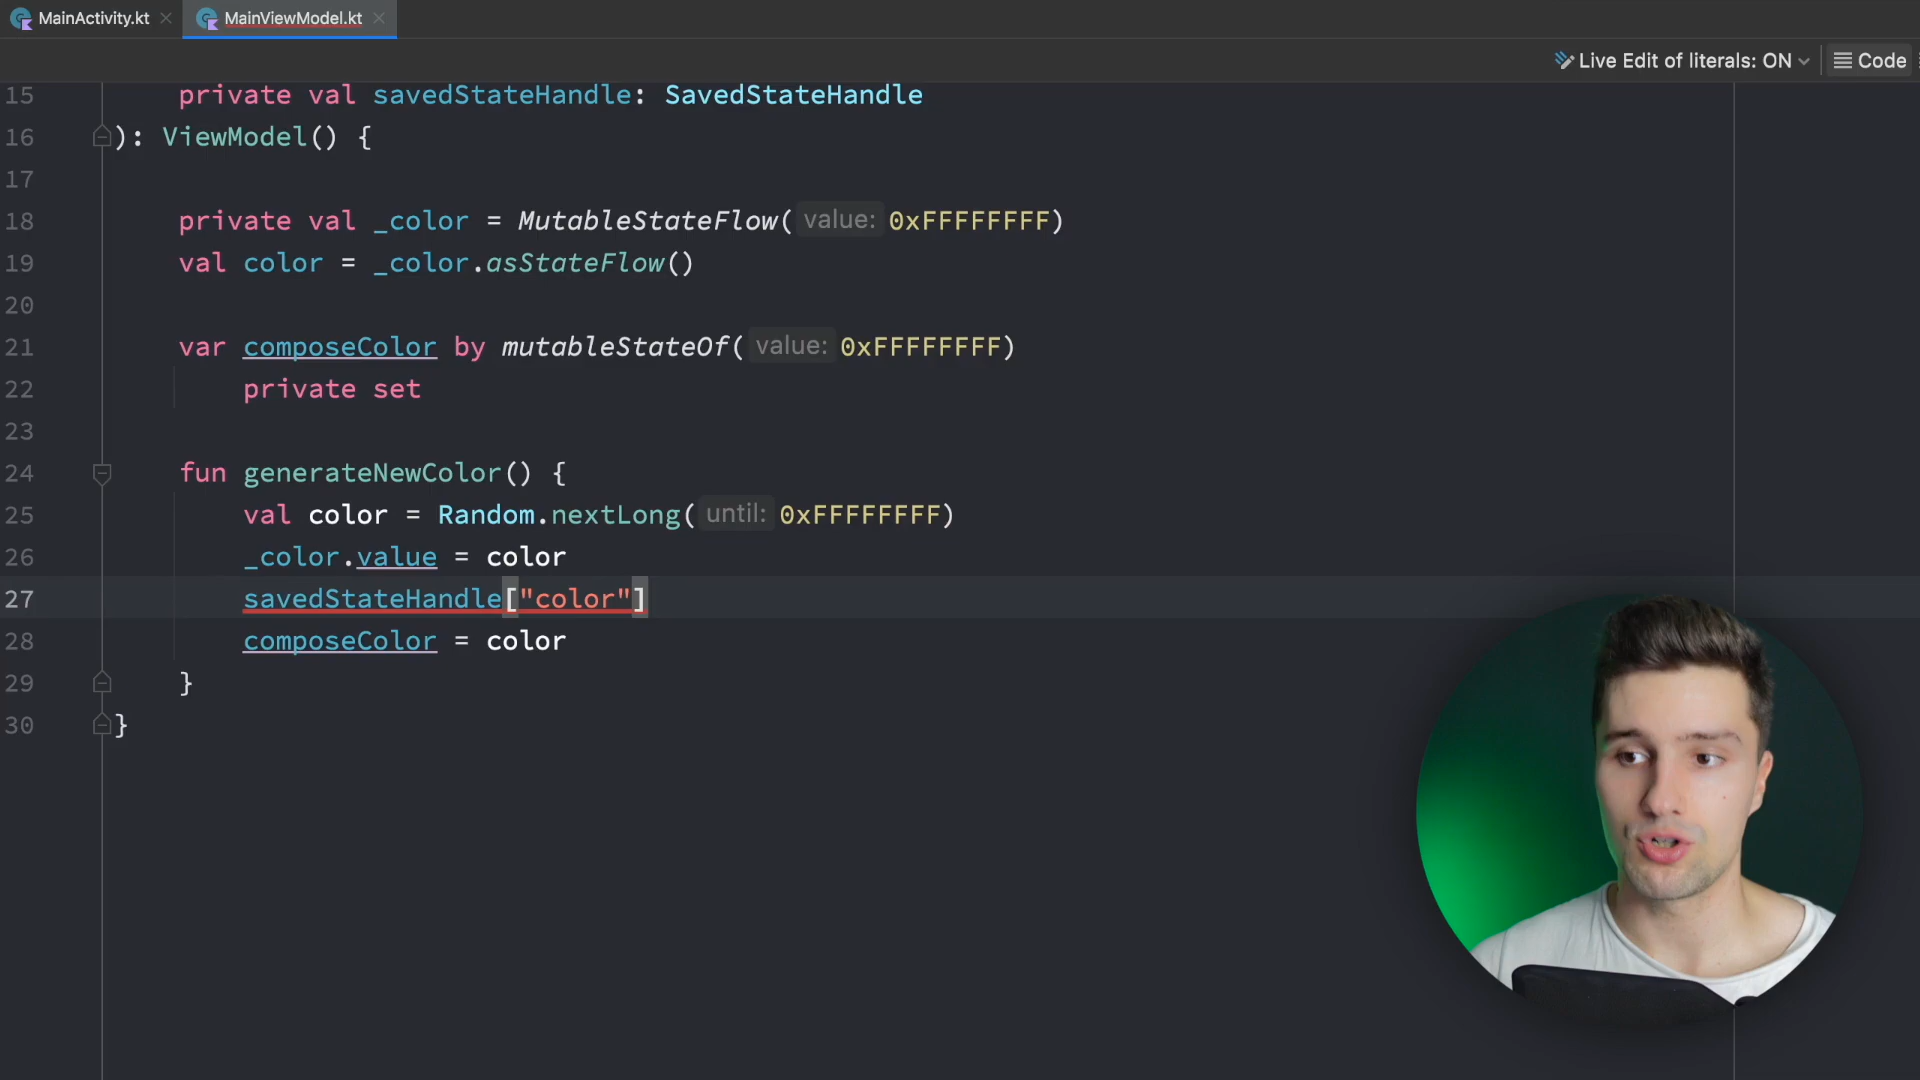 MainActivity.kt MainViewModel.kt
Live Edit of literals: ON Code
15 private val savedStateHandle: SavedStateHandle
16 ): ViewModel() {
17
18 private val _color = MutableStateFlow( value: 0xFFFFFFFF)
19 val color = _color.asStateFlow()
20
21 var composeColor by mutableStateOf( value: 0xFFFFFFFF)
22 private set
23
24 fun generateNewColor() {
25 val color = Random.nextLong( until: 0xFFFFFFFF)
26 _color.value = color
27 savedStateHandle["color"]
28 composeColor = color
29 }
30 }